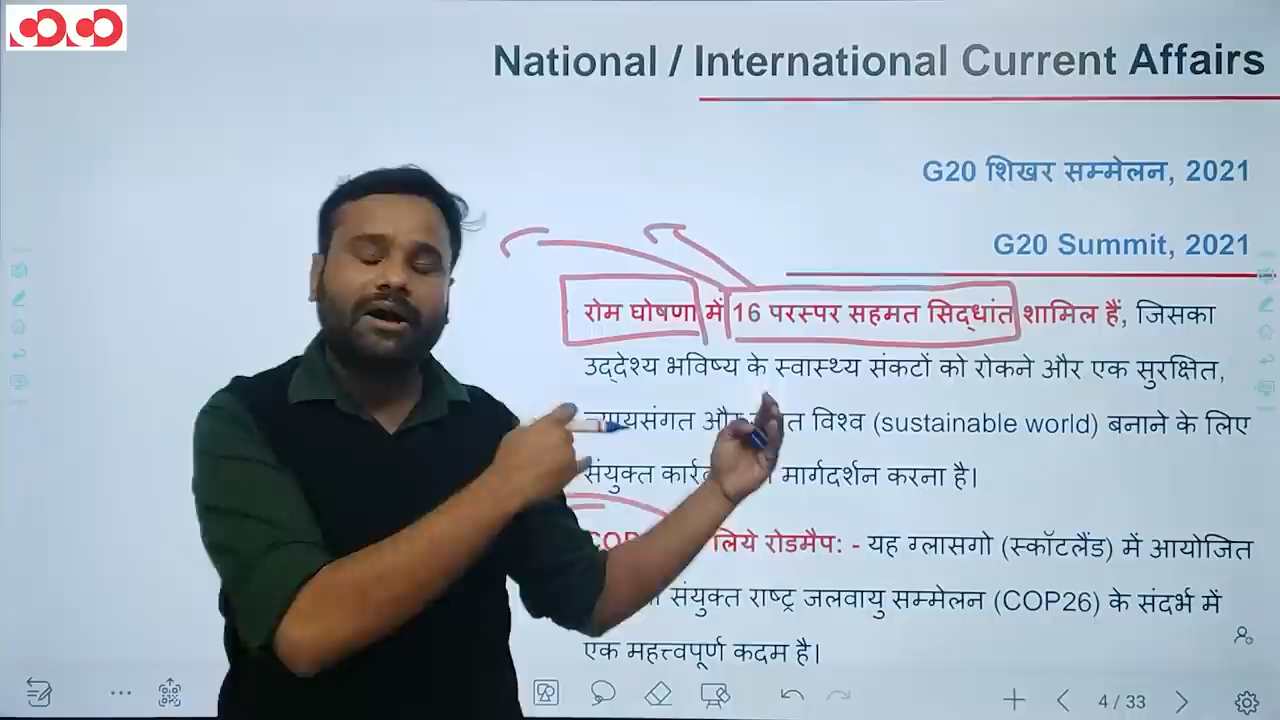 National / International Current Affairs
G20 शिखर सम्मेलन, 2021
G20 Summit, 2021
रोम घोषणा में 16 परस्पर सहमत सिद्धांत शामिल हैं, जिसका
उद्देश्य भविष्य के स्वास्थ्य संकटों को रोकने और एक सुरक्षित,
विश्व (sustainable world) बनाने के लिए
संयुक्त मार्गदर्शन करना है।
लिये रोडमैप: - यह ग्लासगो (स्कॉटलैंड) में आयोजित
संयुक्त राष्ट्र जलवायु सम्मेलन (COP26) के संदर्भ में
एक महत्त्वपूर्ण कदम है।
4 / 33